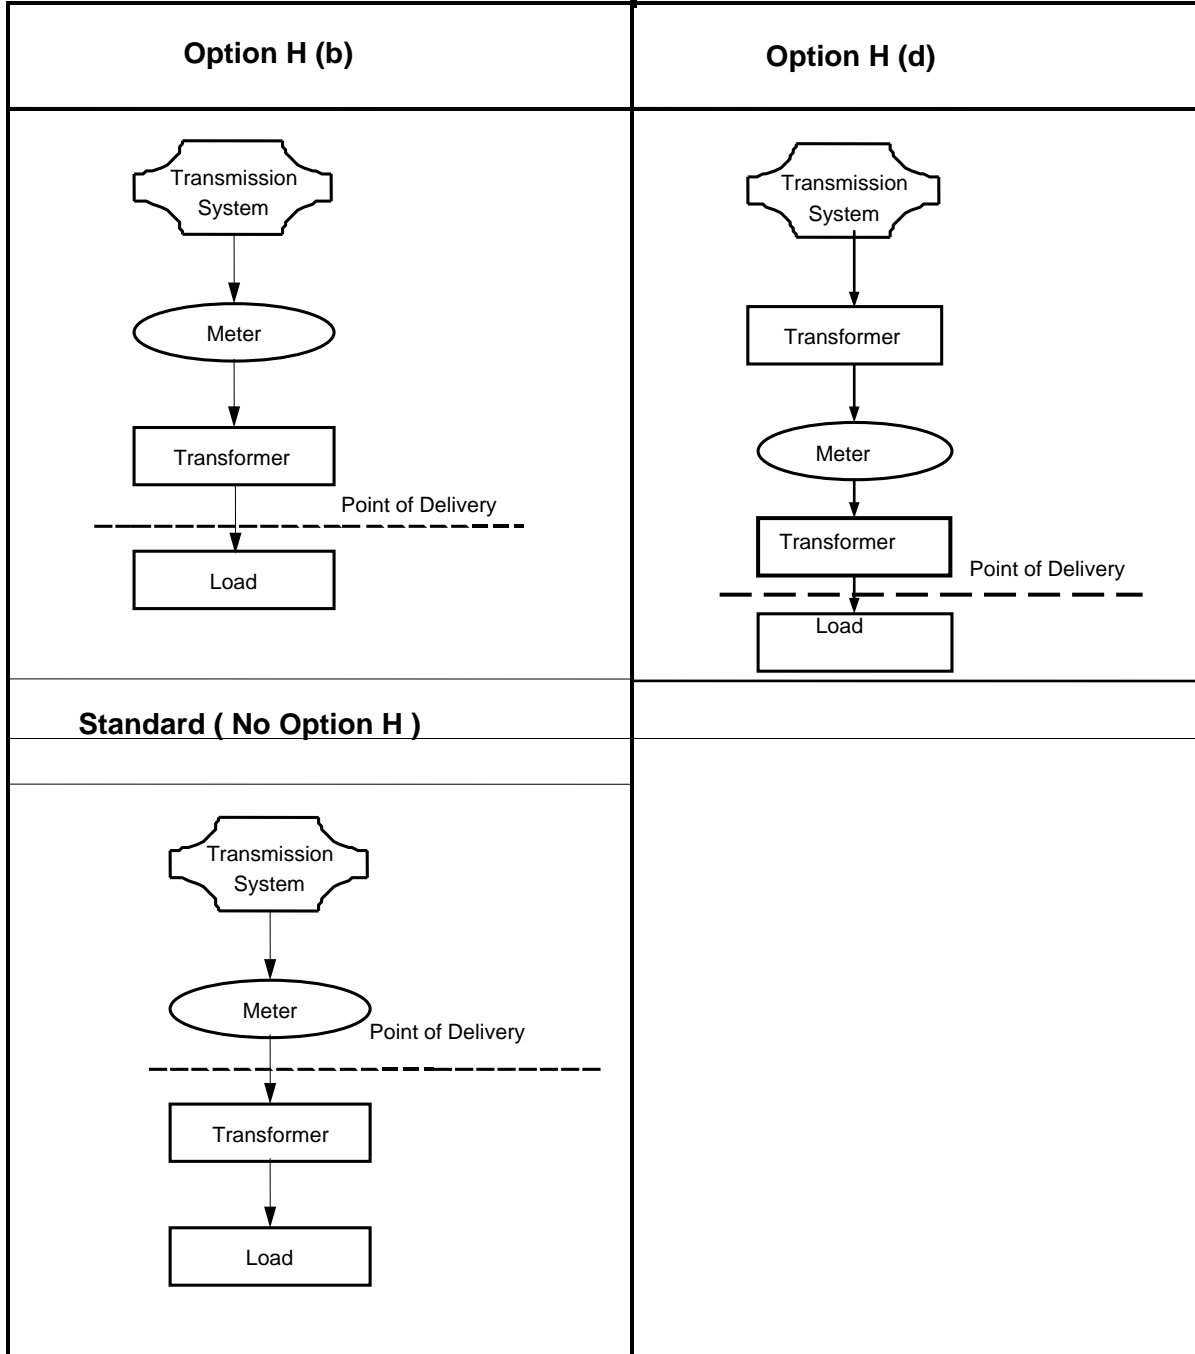 Option H (b)
Transmission
System
Meter
Transformer
Point of Delivery
Load
Option H (d)
Transmission
System
Transformer
Meter
Transformer
Point of Delivery
Load
Standard ( No Option H )
Transmission
System
Meter
Point of Delivery
Transformer
Load